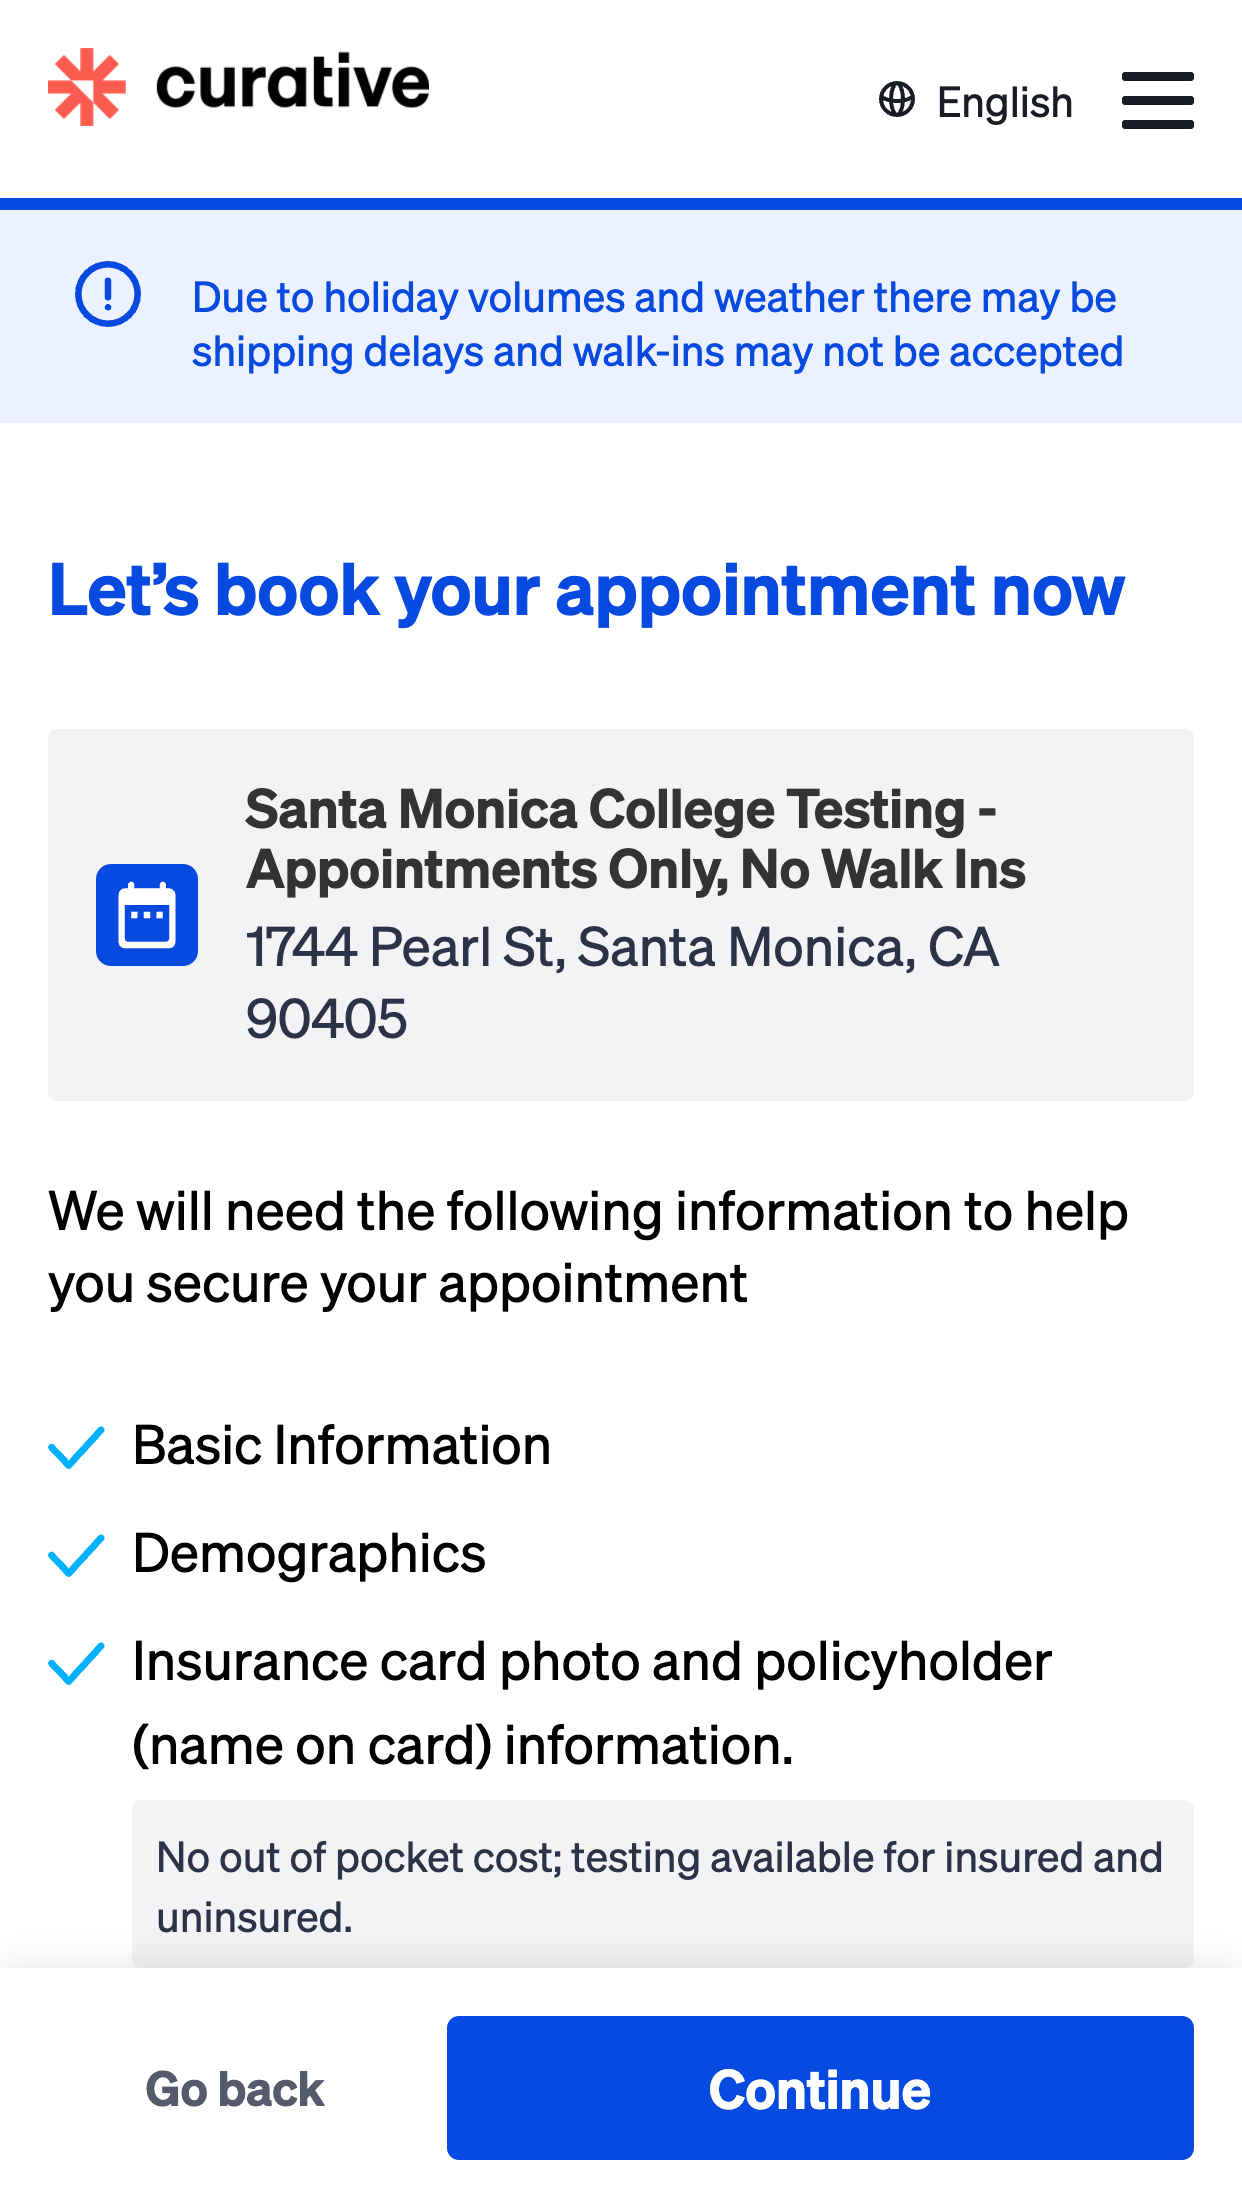 curative
English
Due to holiday volumes and weather there may be
shipping delays and walk-ins may not be accepted
Let’s book your appointment now
Santa Monica College Testing -
Appointments Only, No Walk Ins
1744 Pearl St, Santa Monica, CA
90405
We will need the following information to help
you secure your appointment
Basic Information
Demographics
Insurance card photo and policyholder
(name on card) information.
No out of pocket cost; testing available for insured and
uninsured.
Go back
Continue